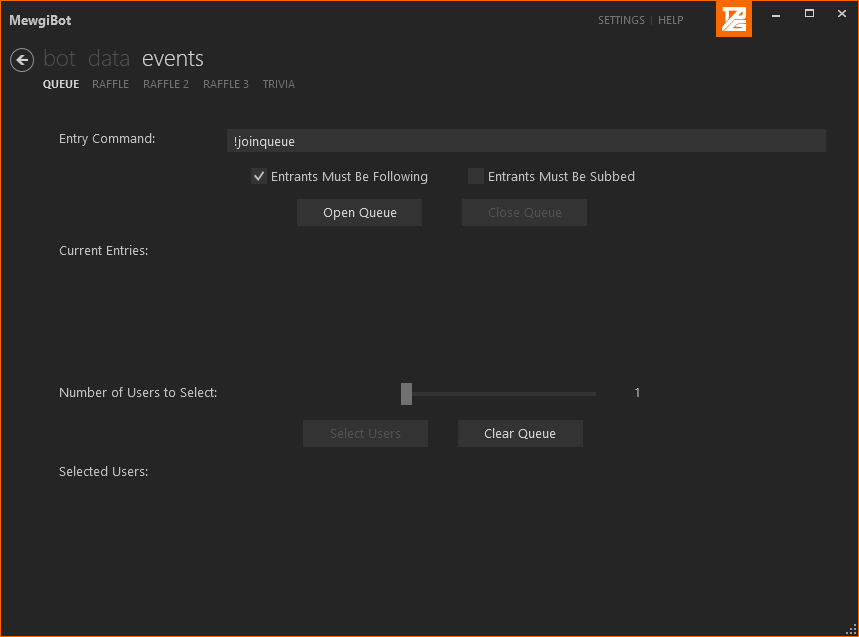 MewgiBot
SETTINGS | HELP
bot data events
QUEUE RAFFLE RAFFLE 2 RAFFLE 3 TRIVIA
Entry Command: !joinqueue
Entrants Must Be Following Entrants Must Be Subbed
Open Queue Close Queue
Current Entries:
Number of Users to Select: 1
Select Users Clear Queue
Selected Users: